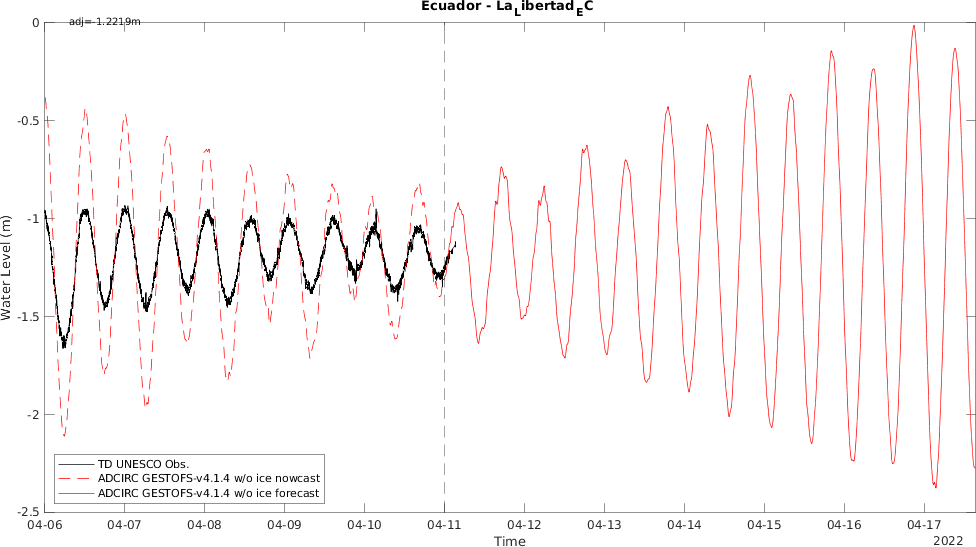 Ecuador - LaLibertadEC
adj=-1.2219m
0
-0.5
-1
-1.5
-2
-2.5
Water Level (m)
TD UNESCO Obs.
ADCIRC GESTOFS-v4.1.4 w/o ice nowcast
ADCIRC GESTOFS-v4.1.4 w/o ice forecast
04-06 04-07 04-08 04-09 04-10 04-11 04-12 04-13 04-14 04-15 04-16 04-17
Time
2022